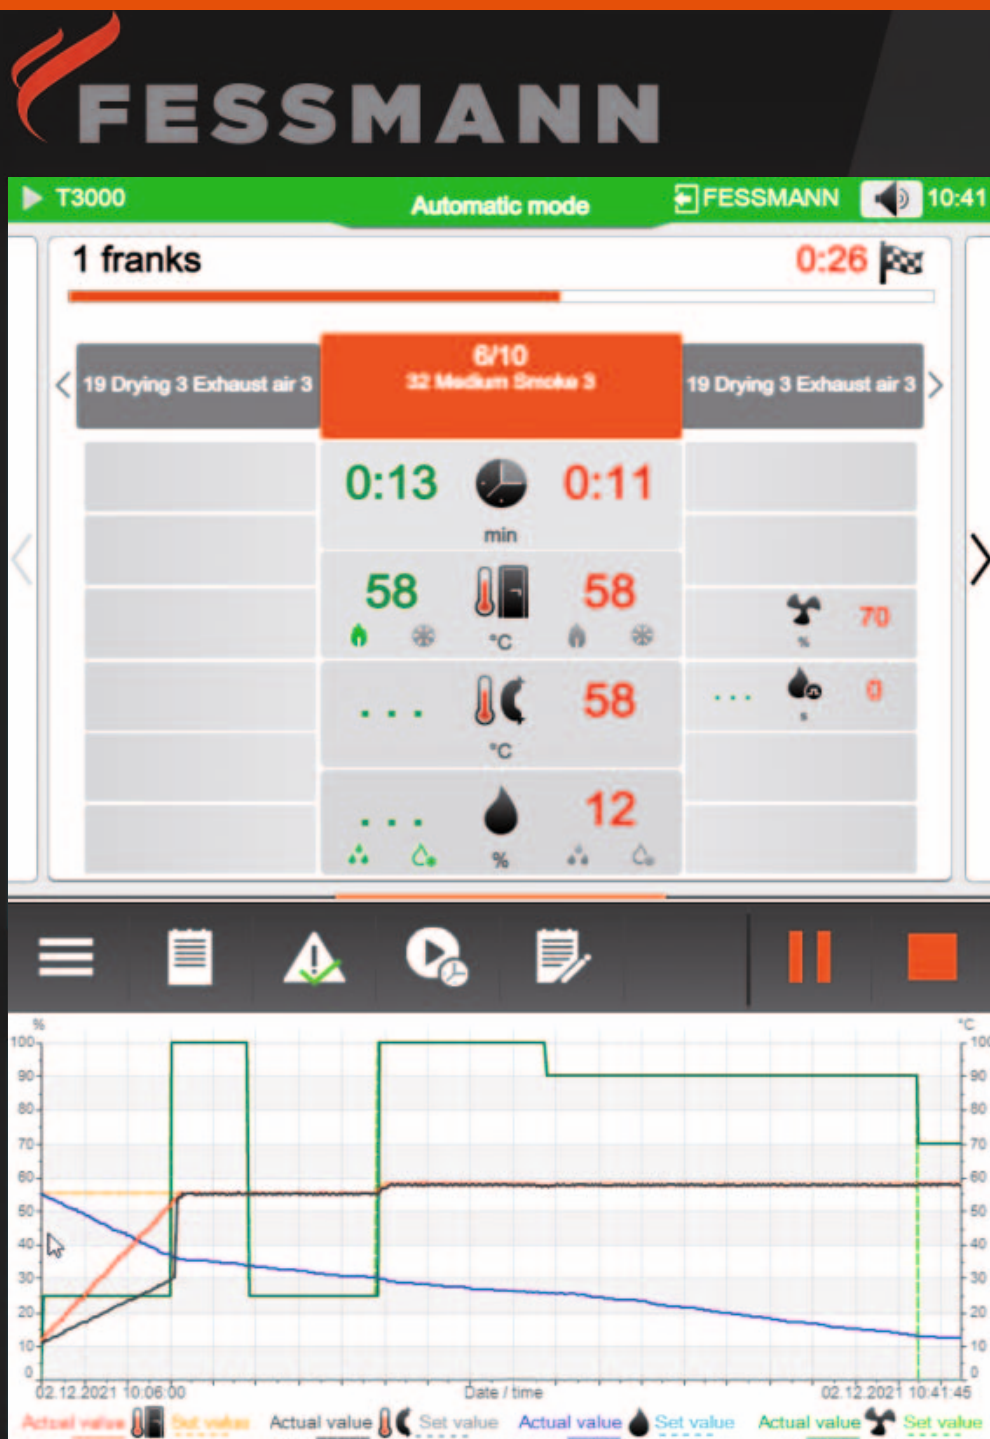 FESSMANN
T3000 Automatic mode FESSMANN 10:41
1 franks 0:26
6/10
19 Drying 3 Exhaust air 3 32 Medium Smoke 3 19 Drying 3 Exhaust air 3
0:13 0:11
min
58 58
°C
70
%
... 58
°C
... 0
s
... 12
%
% °C
100 100
90 90
80 80
70 70
60 60
50 50
40 40
30 30
20 20
10 10
0 0
02.12.2021 10:06:00 Date / time 02.12.2021 10:41:45
Actual value Set value Actual value Set value Actual value Set value Actual value Set value